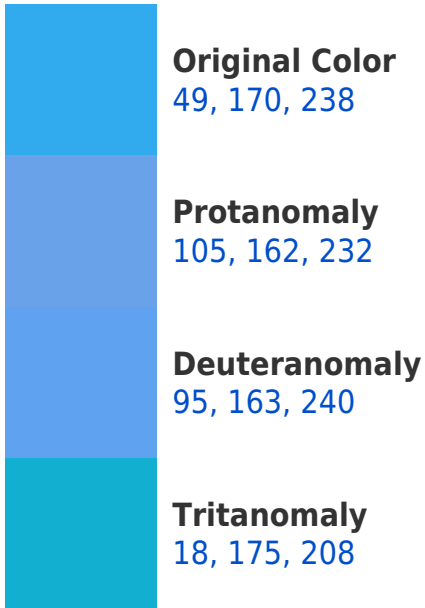 Original Color
49, 170, 238
Protanomaly
105, 162, 232
Deuteranomaly
95, 163, 240
Tritanomaly
18, 175, 208